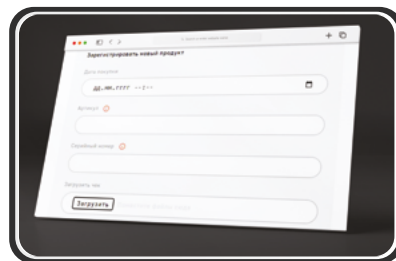 Зарегистрировать новый продукт
Дата покупки
ДД.ММ.ГГГГ --:--
Артикул
Серийный номер
Загрузить чек
Загрузить